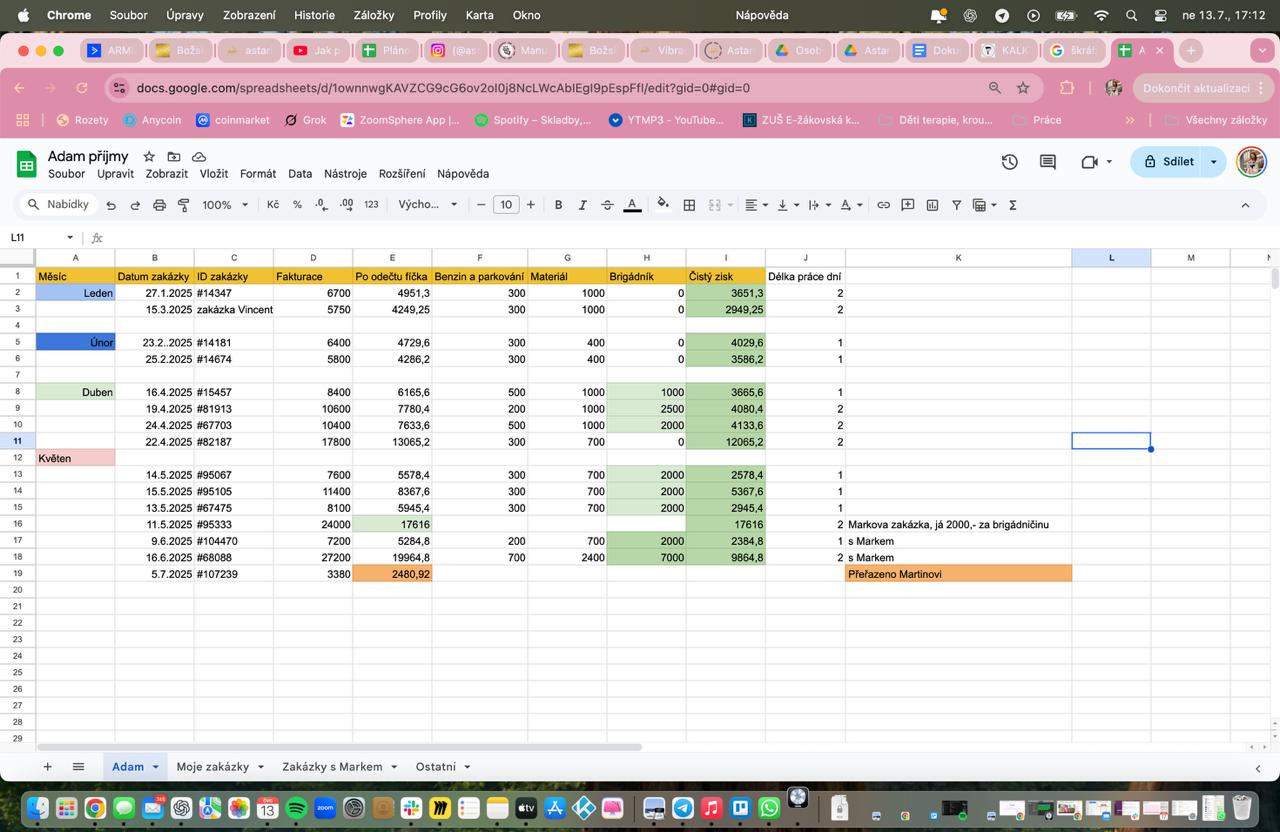 Chrome Soubor Úpravy Zobrazení Historie Záložky Profily Karta Okno Nápověda ne 13.7., 17:12
ARM Božs astar Jak p Pláno (@as Manu Božs Vibra Astar Osob Astar Doku KALK škrá A
docs.google.com/spreadsheets/d/1ownnwgKAVZCG9cG6ov2oI0j8NcLWcAbIEgI9pEspFfI/edit?gid=0#gid=0 Dokončit aktualizaci
Rozety Anycoin coinmarket Grok ZoomSphere App |... Spotify – Skladby,... YTMP3 - YouTube... ZUŠ E-žákovská k... Děti terapie, krou... Práce Všechny záložky
Adam příjmy
Soubor Upravit Zobrazit Vložit Formát Data Nástroje Rozšíření Nápověda
Sdílet
Nabídky 100% Kč % .0 .00 123 Výcho... 10 B I A
L11 fx
A B C D E F G H I J K L M N
1 Měsíc Datum zakázky ID zakázky Fakturace Po odečtu fíčka Benzin a parkování Materiál Brigádník Čistý zisk Délka práce dní
2 Leden 27.1.2025 #14347 6700 4951,3 300 1000 0 3651,3 2
3 15.3.2025 zakázka Vincent 5750 4249,25 300 1000 0 2949,25 2
4
5 Únor 23.2..2025 #14181 6400 4729,6 300 400 0 4029,6 1
6 25.2.2025 #14674 5800 4286,2 300 400 0 3586,2 1
7
8 Duben 16.4.2025 #15457 8400 6165,6 500 1000 1000 3665,6 1
9 19.4.2025 #81913 10600 7780,4 200 1000 2500 4080,4 2
10 24.4.2025 #67703 10400 7633,6 500 1000 2000 4133,6 2
11 22.4.2025 #82187 17800 13065,2 300 700 0 12065,2 2
12 Květen
13 14.5.2025 #95067 7600 5578,4 300 700 2000 2578,4 1
14 15.5.2025 #95105 11400 8367,6 300 700 2000 5367,6 1
15 13.5.2025 #67475 8100 5945,4 300 700 2000 2945,4 1
16 11.5.2025 #95333 24000 17616 17616 2 Markova zakázka, já 2000,- za brigádničinu
17 9.6.2025 #104470 7200 5284,8 200 700 2000 2384,8 1 s Markem
18 16.6.2025 #68088 27200 19964,8 700 2400 7000 9864,8 2 s Markem
19 5.7.2025 #107239 3380 2480,92 Přeřazeno Martinovi
20
21
22
23
24
25
26
27
28
29
Adam Moje zakázky Zakázky s Markem Ostatní
ČVC 13 zoom tv